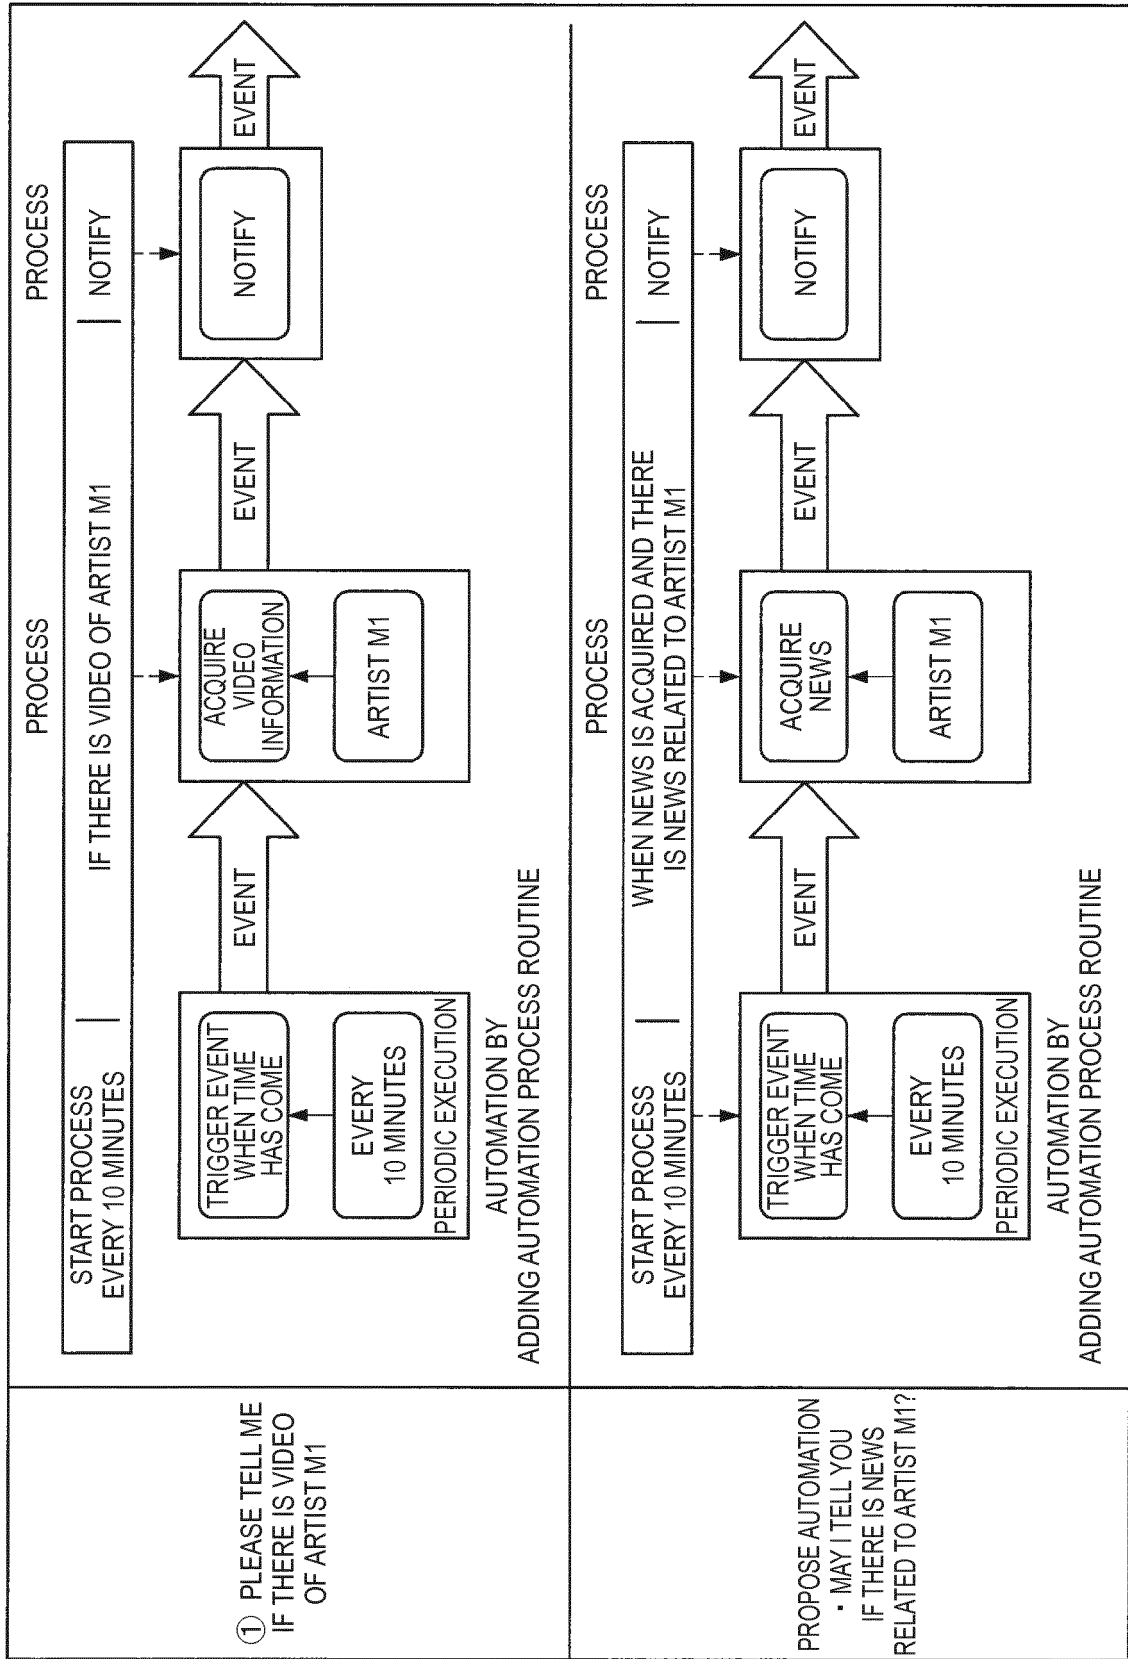 ① PLEASE TELL ME
IF THERE IS VIDEO
OF ARTIST M1
PROCESS
PROCESS
START PROCESS
EVERY 10 MINUTES
IF THERE IS VIDEO OF ARTIST M1
NOTIFY
TRIGGER EVENT
WHEN TIME
HAS COME
EVERY
10 MINUTES
PERIODIC EXECUTION
EVENT
ACQUIRE
VIDEO
INFORMATION
ARTIST M1
EVENT
NOTIFY
EVENT
AUTOMATION BY
ADDING AUTOMATION PROCESS ROUTINE
PROPOSE AUTOMATION
・MAY I TELL YOU
IF THERE IS NEWS
RELATED TO ARTIST M1?
PROCESS
PROCESS
START PROCESS
EVERY 10 MINUTES
WHEN NEWS IS ACQUIRED AND THERE
IS NEWS RELATED TO ARTIST M1
NOTIFY
TRIGGER EVENT
WHEN TIME
HAS COME
EVERY
10 MINUTES
PERIODIC EXECUTION
EVENT
ACQUIRE
NEWS
ARTIST M1
EVENT
NOTIFY
EVENT
AUTOMATION BY
ADDING AUTOMATION PROCESS ROUTINE